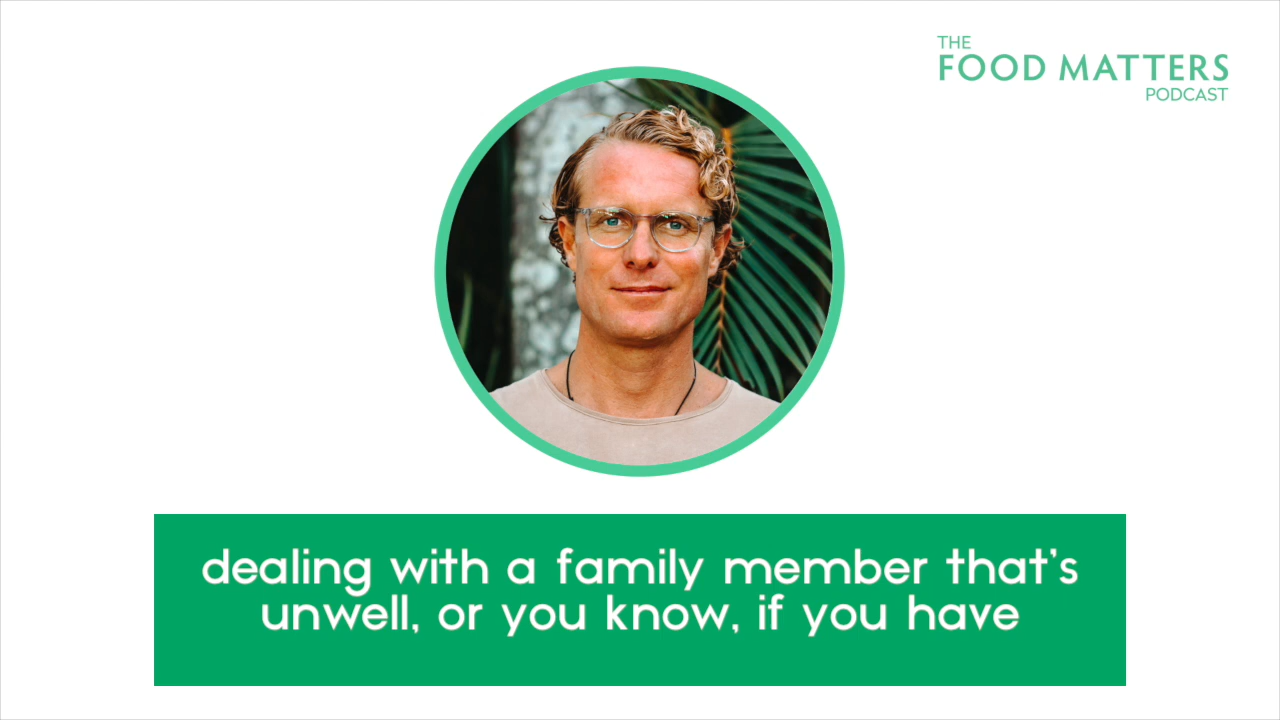 THE
FOOD MATTERS
PODCAST
dealing with a family member that's
unwell, or you know, if you have